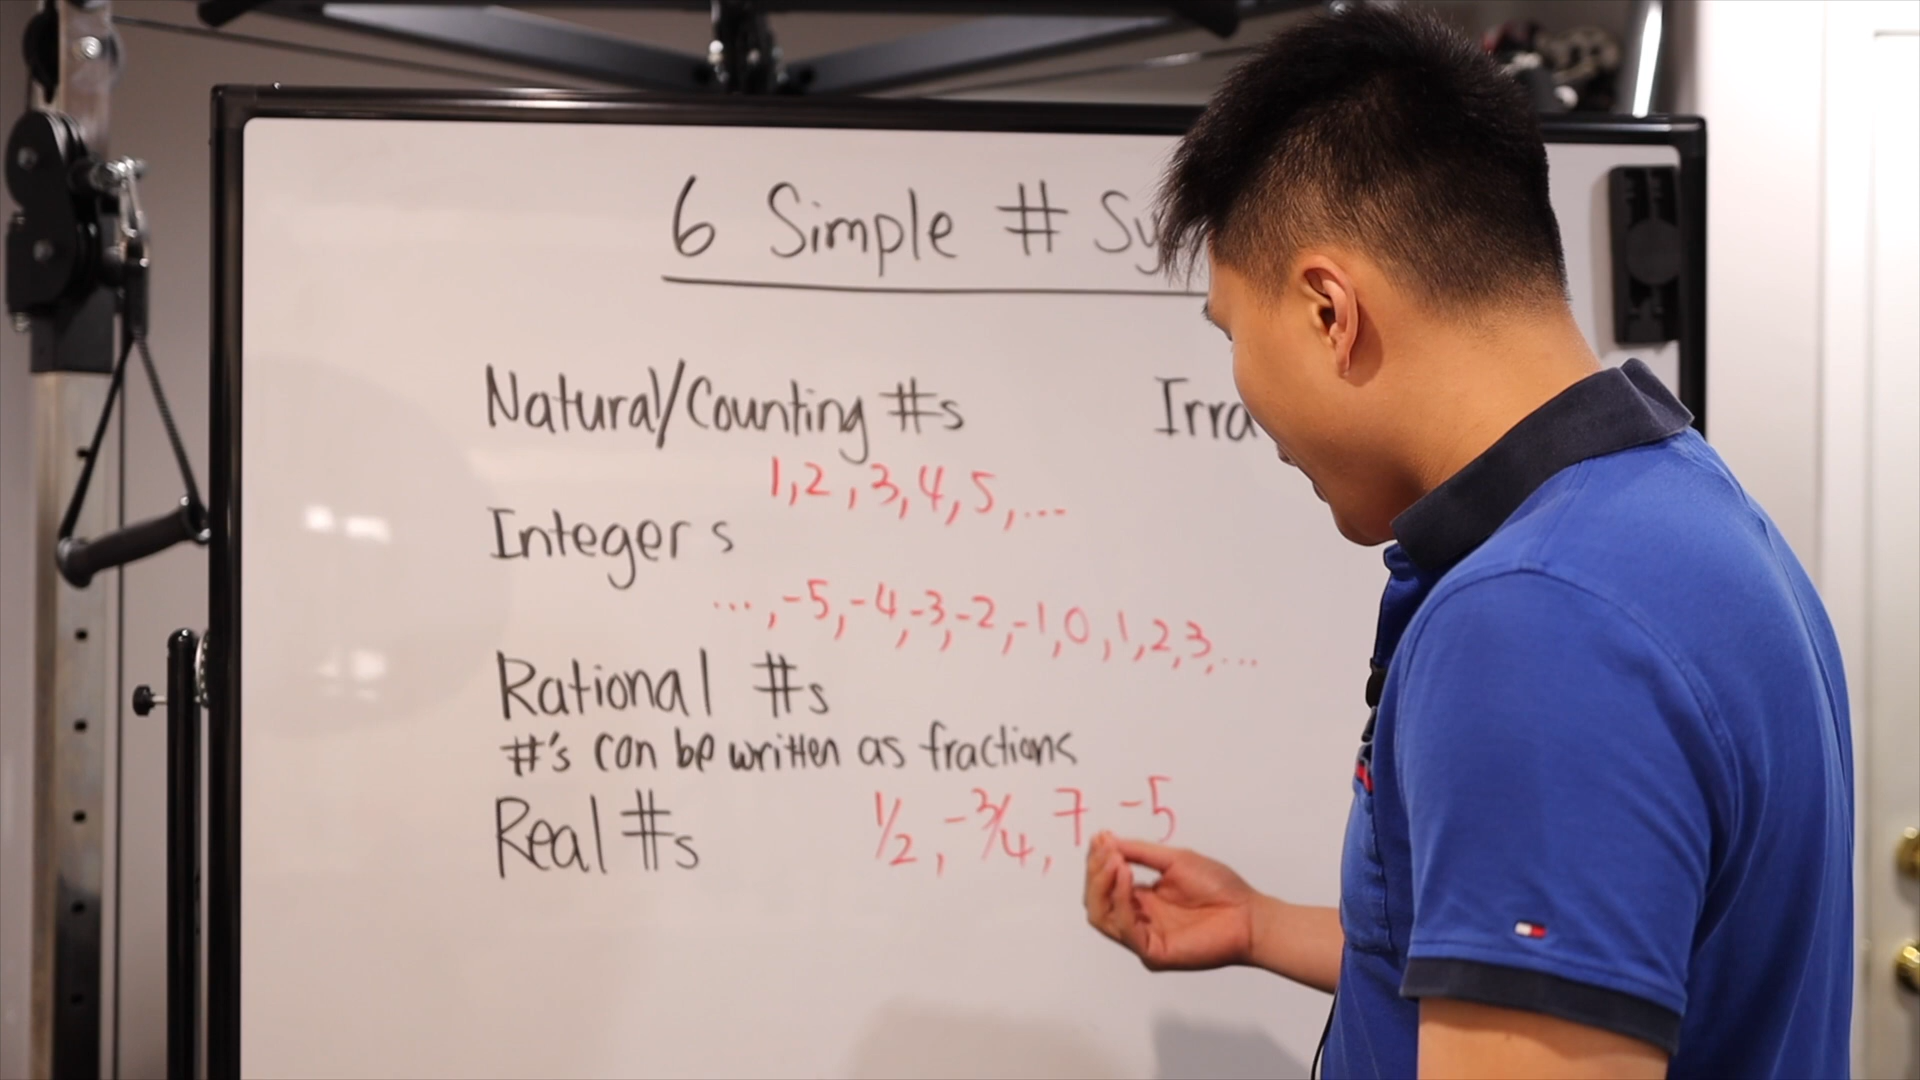 6 Simple # Sy
Natural/Counting #s
1,2,3,4,5,...
Integers
...,-5,-4,-3,-2,-1,0,1,2,3,...
Rational #s
#'s can be written as fractions
1/2, -3/4, 7, -5
Real #s
Irra